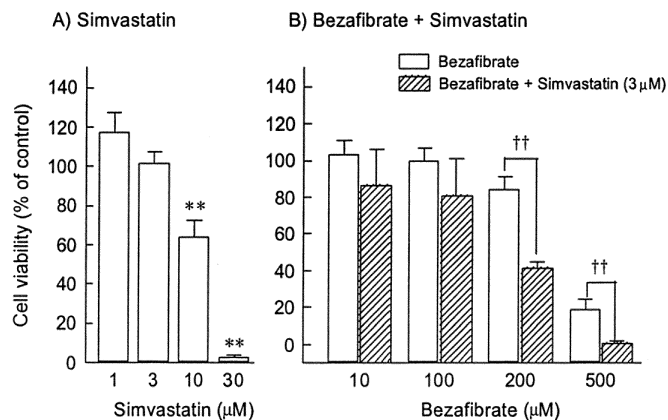 A) Simvastatin
B) Bezafibrate + Simvastatin
Bezafibrate
Bezafibrate + Simvastatin (3 μM)
Cell viability (% of control)
140
120
100
80
60
40
20
0
**
**
1 3 10 30
Simvastatin (μM)
140
120
100
80
60
40
20
0
††
††
10 100 200 500
Bezafibrate (μM)